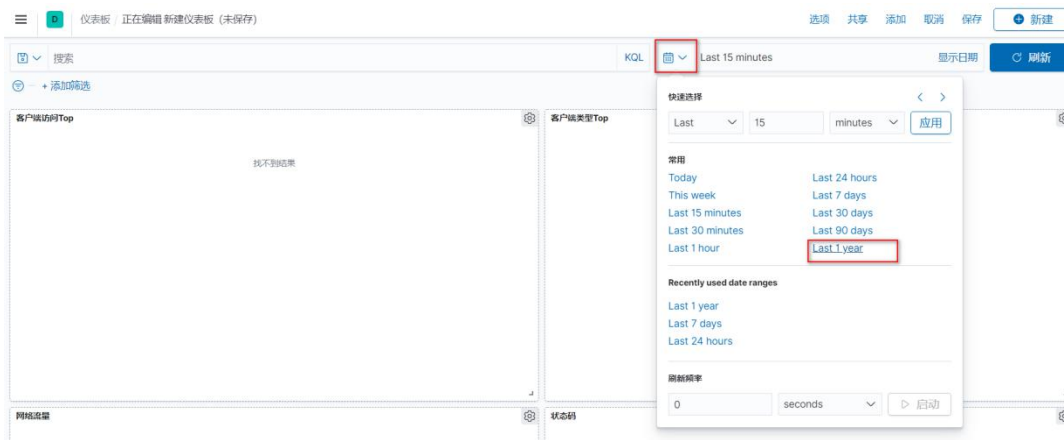 D 仪表板 / 正在编辑 新建仪表板（未保存） 选项 共享 添加 取消 保存 新建
搜索 KQL Last 15 minutes 显示日期 刷新
+ 添加筛选
客户端访问Top
找不到结果
客户端类型Top
快速选择
Last 15 minutes 应用
常用
Today Last 24 hours
This week Last 7 days
Last 15 minutes Last 30 days
Last 30 minutes Last 90 days
Last 1 hour Last 1 year
Recently used date ranges
Last 1 year
Last 7 days
Last 24 hours
刷新频率
0 seconds 启动
网络流量
状态码